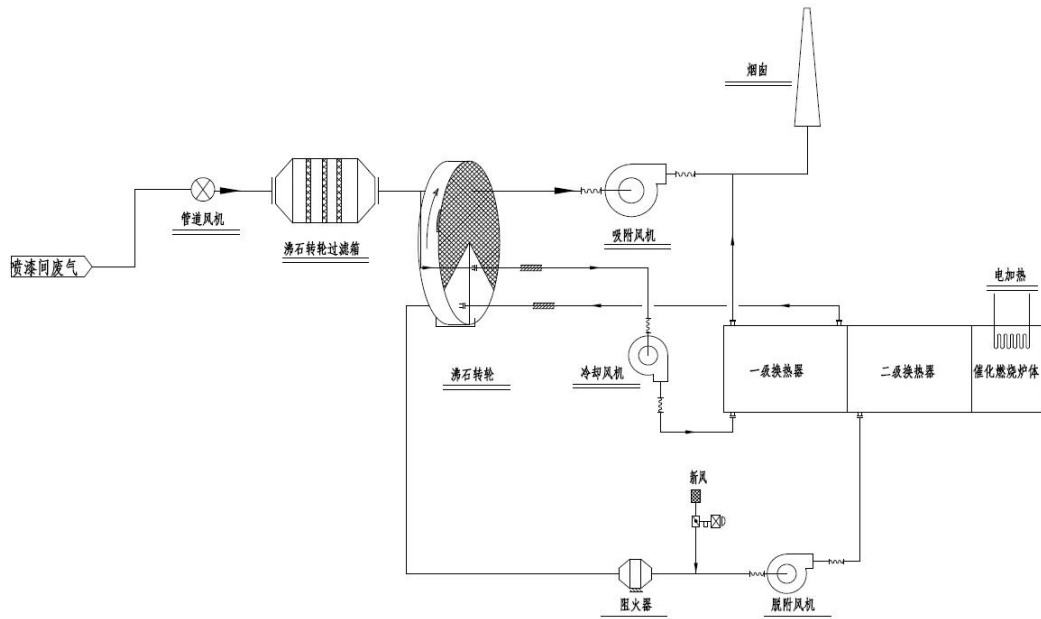 烟囱
管道风机
沸石转轮过滤箱
吸附风机
喷漆间废气
电加热
沸石转轮
冷却风机
一级换热器
二级换热器
催化燃烧炉体
新风
阻火器
脱附风机